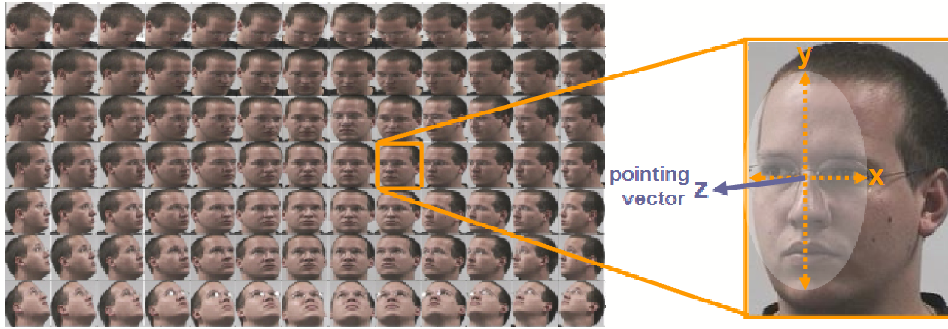 y
pointing
vector
z
x